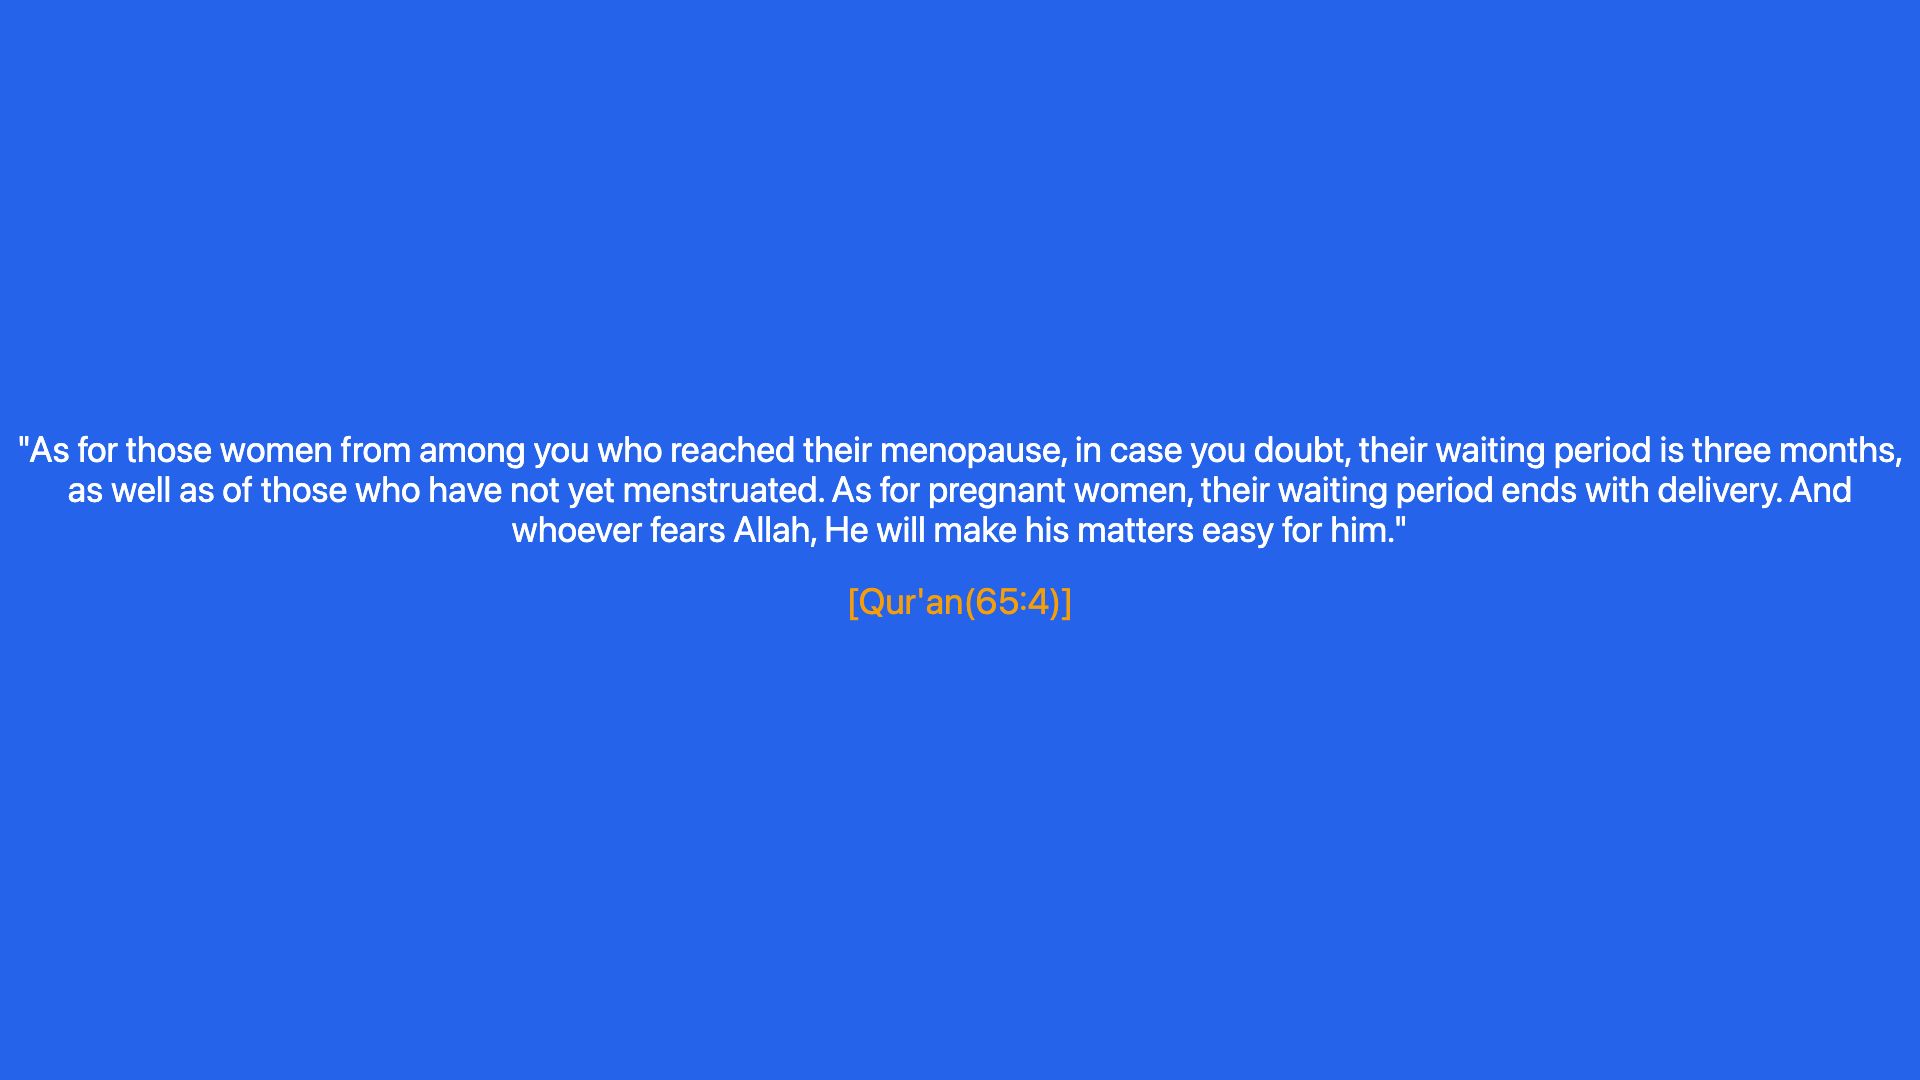 "As for those women from among you who reached their menopause, in case you doubt, their waiting period is three months,
as well as of those who have not yet menstruated. As for pregnant women, their waiting period ends with delivery. And
whoever fears Allah, He will make his matters easy for him."
[Qur'an(65:4)]